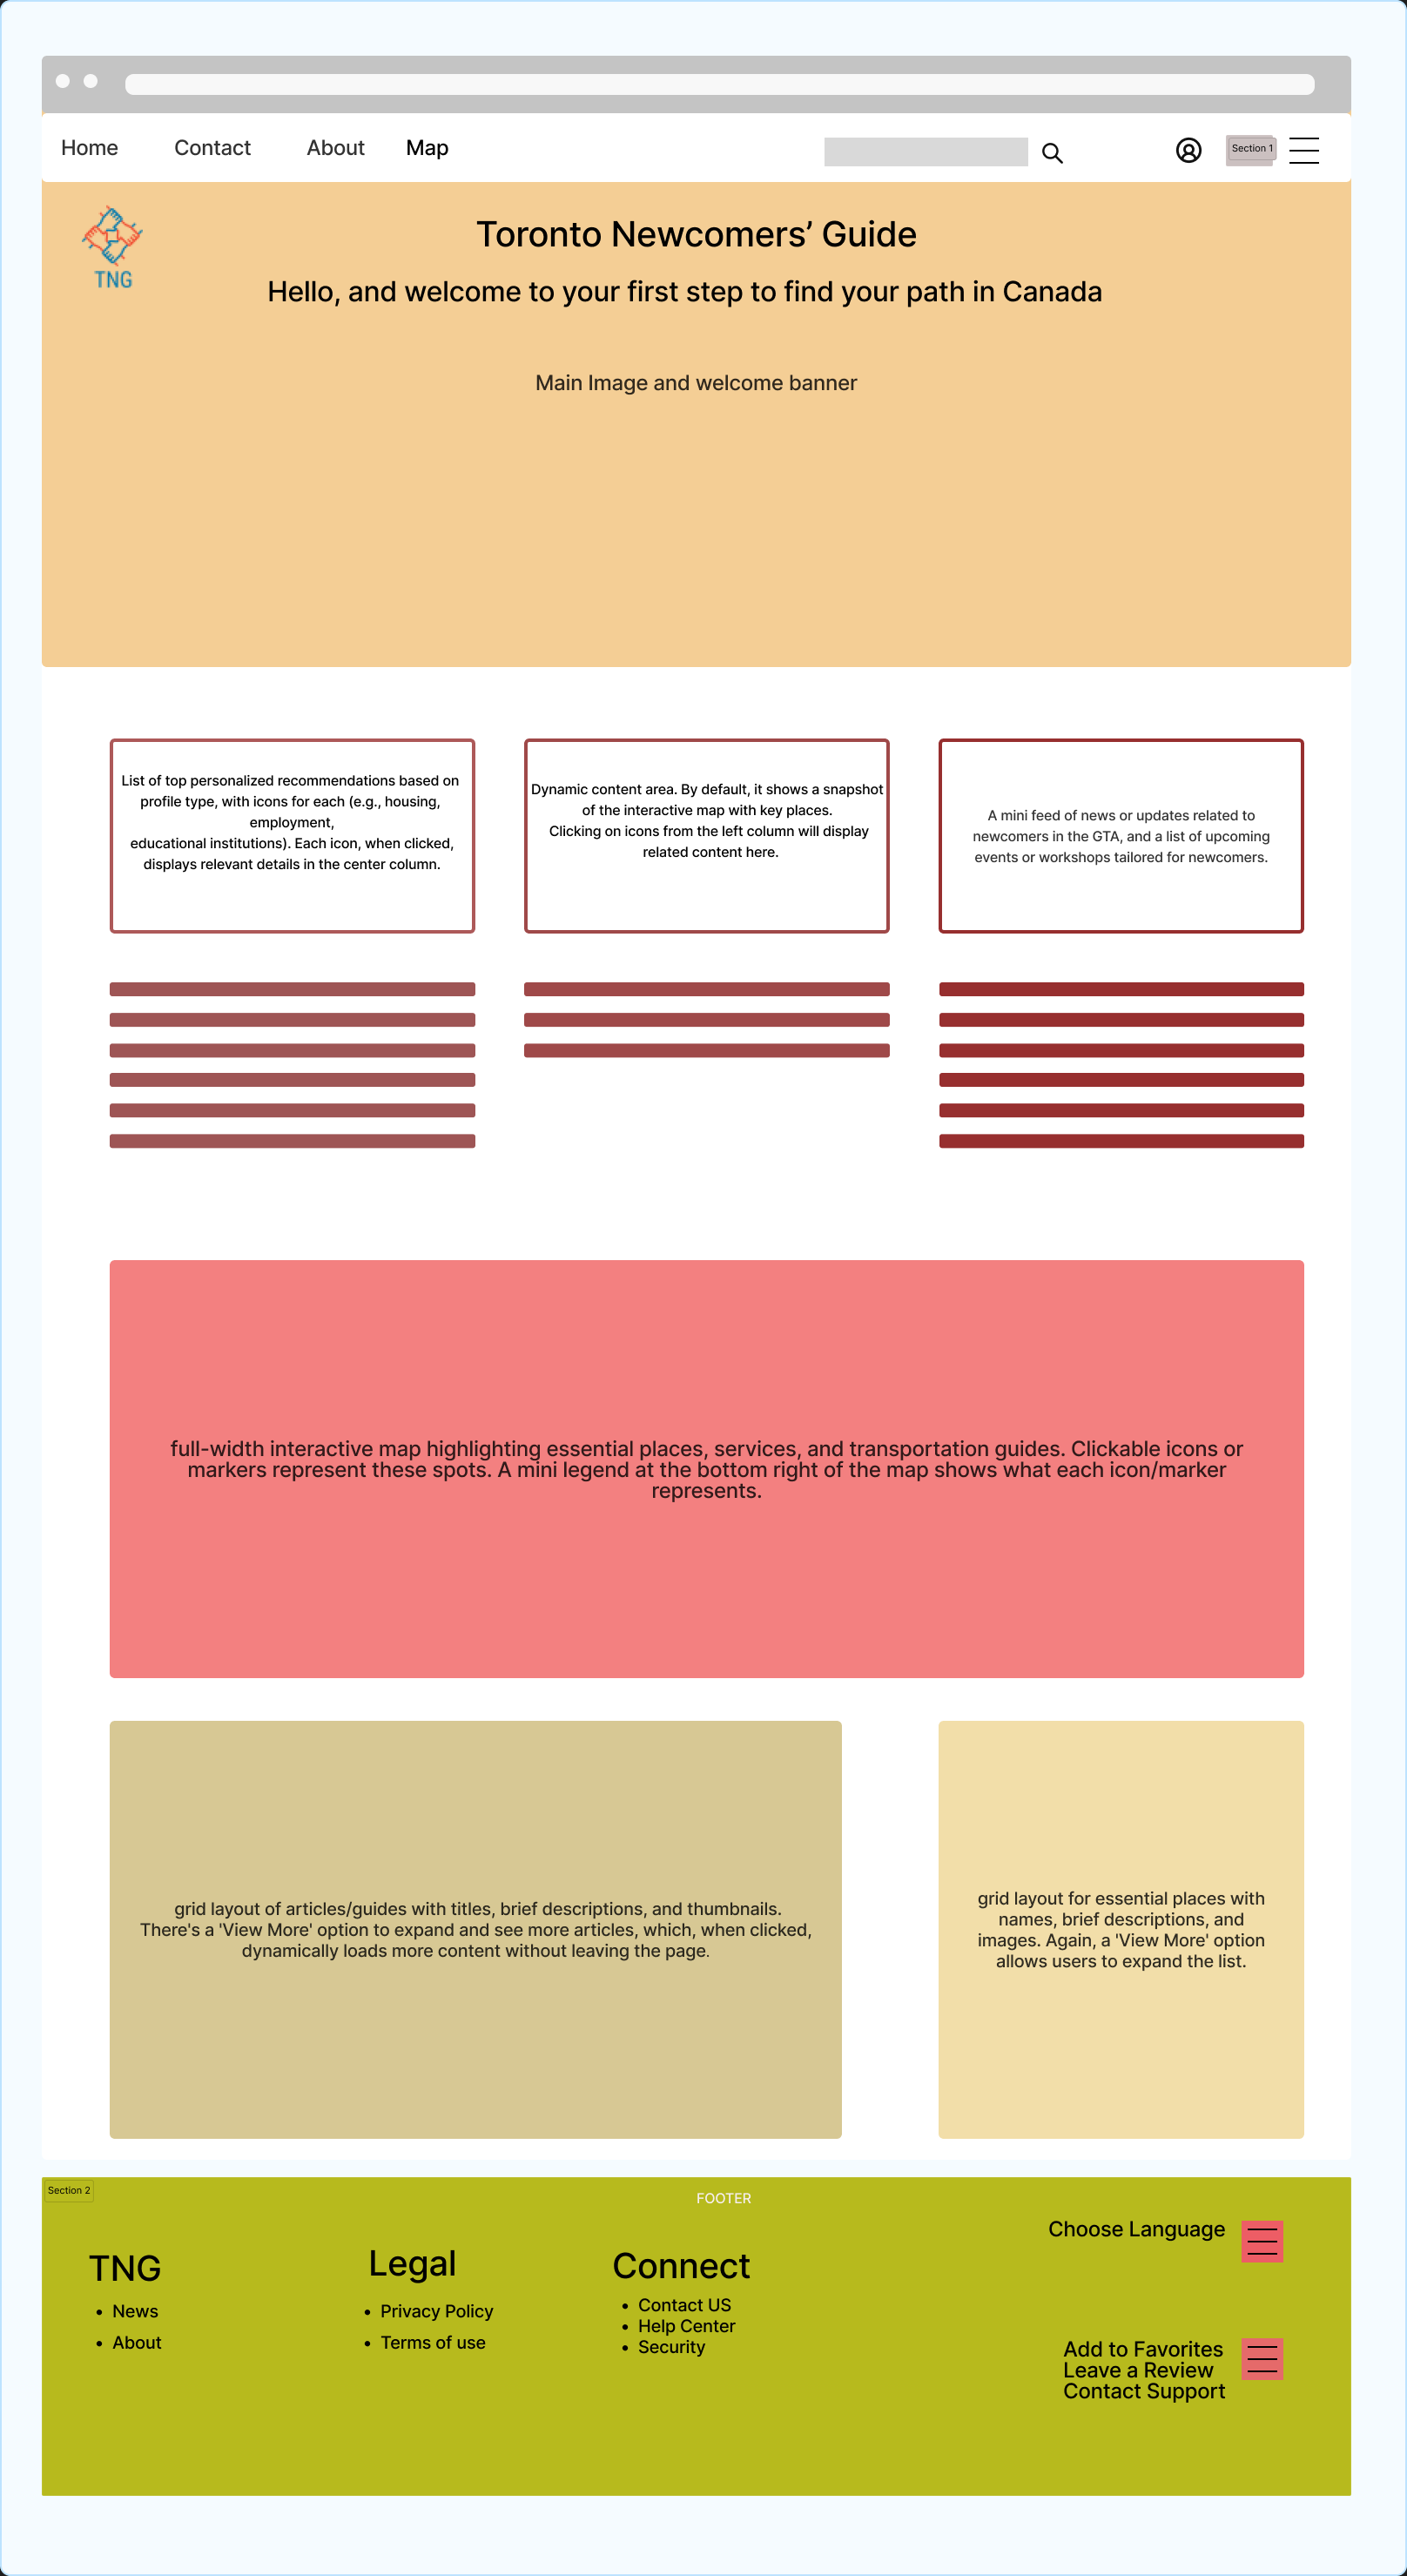 Home Contact About Map
Section 1
TNG
Toronto Newcomers’ Guide
Hello, and welcome to your first step to find your path in Canada
Main Image and welcome banner
List of top personalized recommendations based on
profile type, with icons for each (e.g., housing,
employment,
educational institutions). Each icon, when clicked,
displays relevant details in the center column.
Dynamic content area. By default, it shows a snapshot
of the interactive map with key places.
Clicking on icons from the left column will display
related content here.
A mini feed of news or updates related to
newcomers in the GTA, and a list of upcoming
events or workshops tailored for newcomers.
full-width interactive map highlighting essential places, services, and transportation guides. Clickable icons or
markers represent these spots. A mini legend at the bottom right of the map shows what each icon/marker
represents.
grid layout of articles/guides with titles, brief descriptions, and thumbnails.
There's a 'View More' option to expand and see more articles, which, when clicked,
dynamically loads more content without leaving the page.
grid layout for essential places with
names, brief descriptions, and
images. Again, a 'View More' option
allows users to expand the list.
Section 2
FOOTER
TNG
• News
• About
Legal
• Privacy Policy
• Terms of use
Connect
• Contact US
• Help Center
• Security
Choose Language
Add to Favorites
Leave a Review
Contact Support